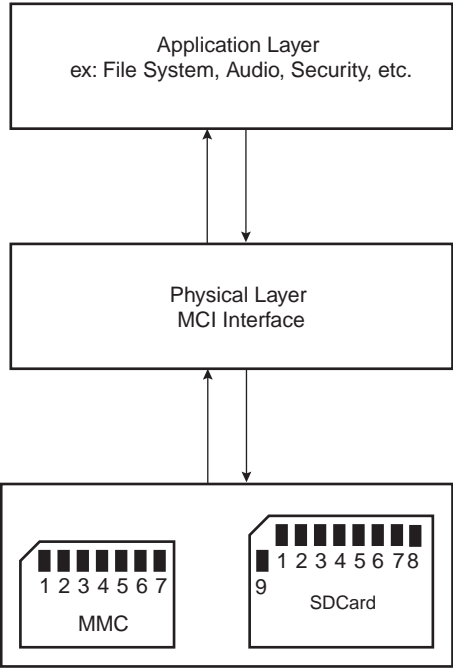 Application Layer
ex: File System, Audio, Security, etc.
Physical Layer
MCI Interface
1 2 3 4 5 6 7
MMC
1 2 3 4 5 6 7 8
9
SDCard